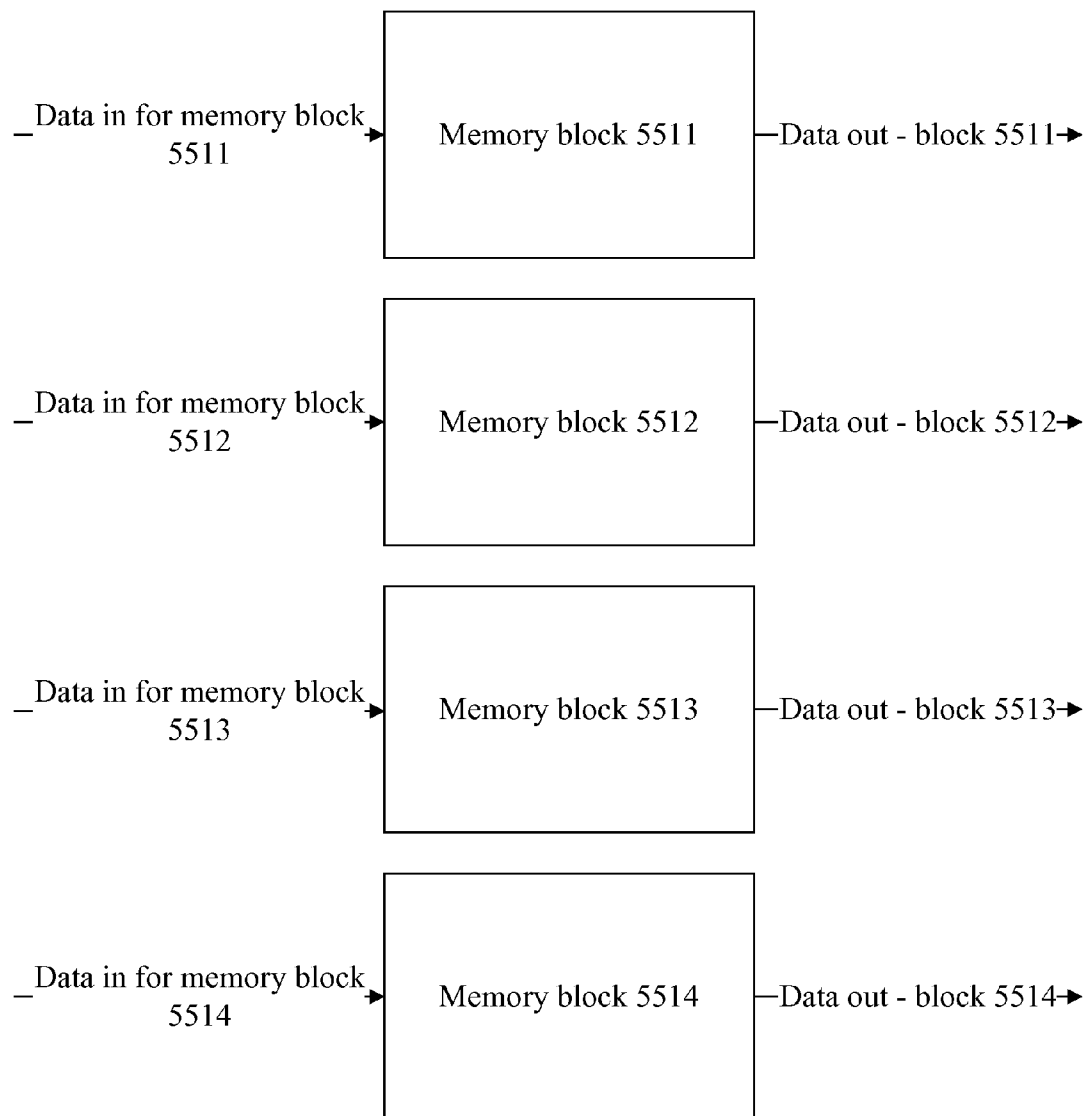 Data in for memory block
5511
Memory block 5511
Data out - block 5511
Data in for memory block
5512
Memory block 5512
Data out - block 5512
Data in for memory block
5513
Memory block 5513
Data out - block 5513
Data in for memory block
5514
Memory block 5514
Data out - block 5514